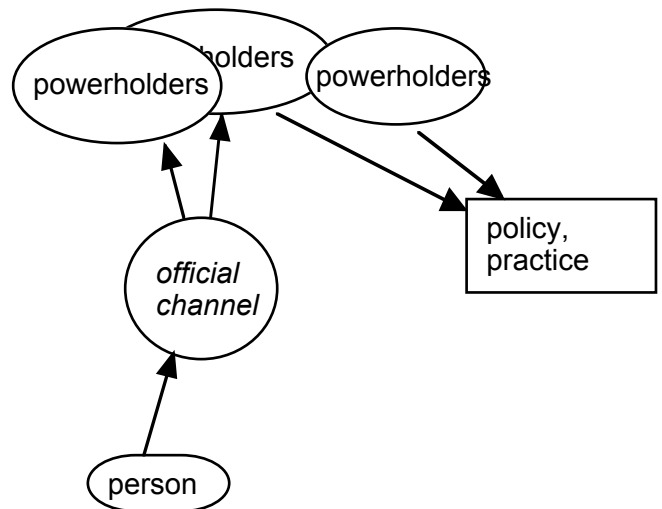 holders
powerholders
powerholders
policy,
practice
official
channel
person